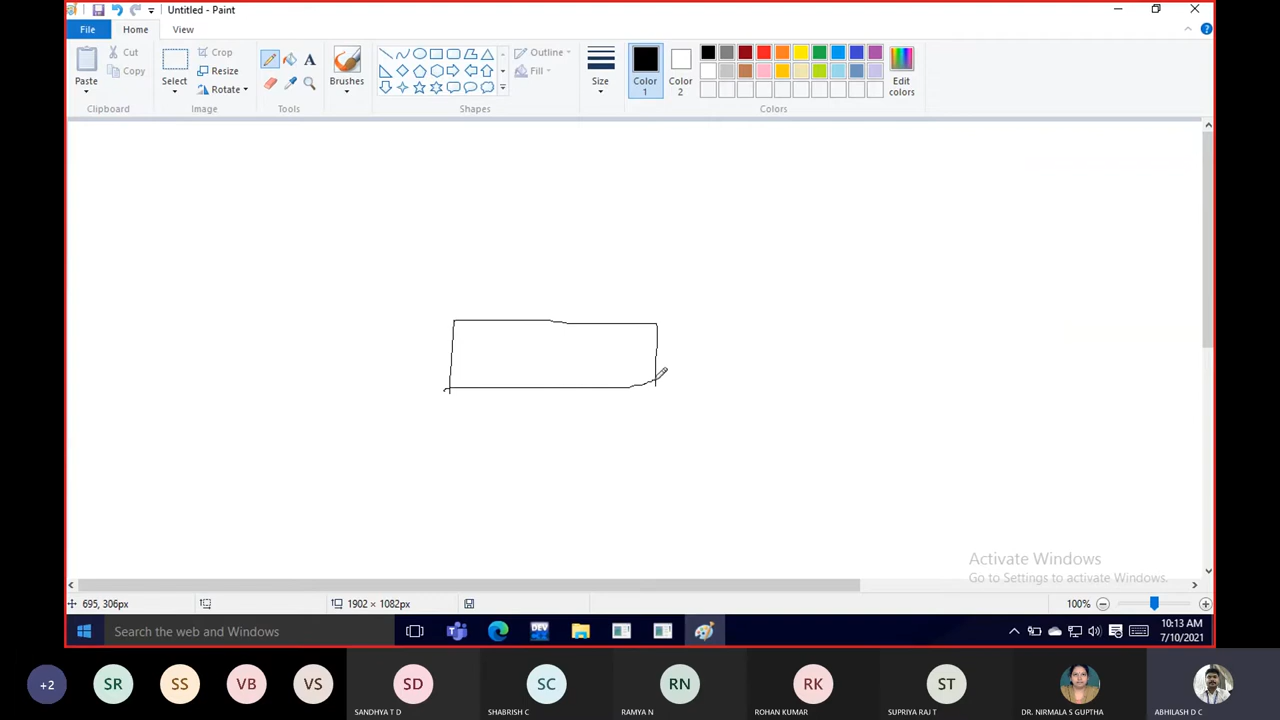 Untitled - Paint
File
Home
View
Paste
Cut
Copy
Clipboard
Select
Crop
Resize
Rotate
Image
A
Tools
Brushes
Shapes
Outline
Fill
Size
Color
1
Color
2
Edit
colors
Colors
Activate Windows
Go to Settings to activate Windows.
695, 306px
1902 × 1082px
100%
Search the web and Windows
DEV
10:13 AM
7/10/2021
+2
SR
SS
VB
VS
SD
SANDHYA T D
SC
SHABRISH C
RN
RAMYA N
RK
ROHAN KUMAR
ST
SUPRIYA RAJ T
DR. NIRMALA S GUPTHA
ABHILASH D C